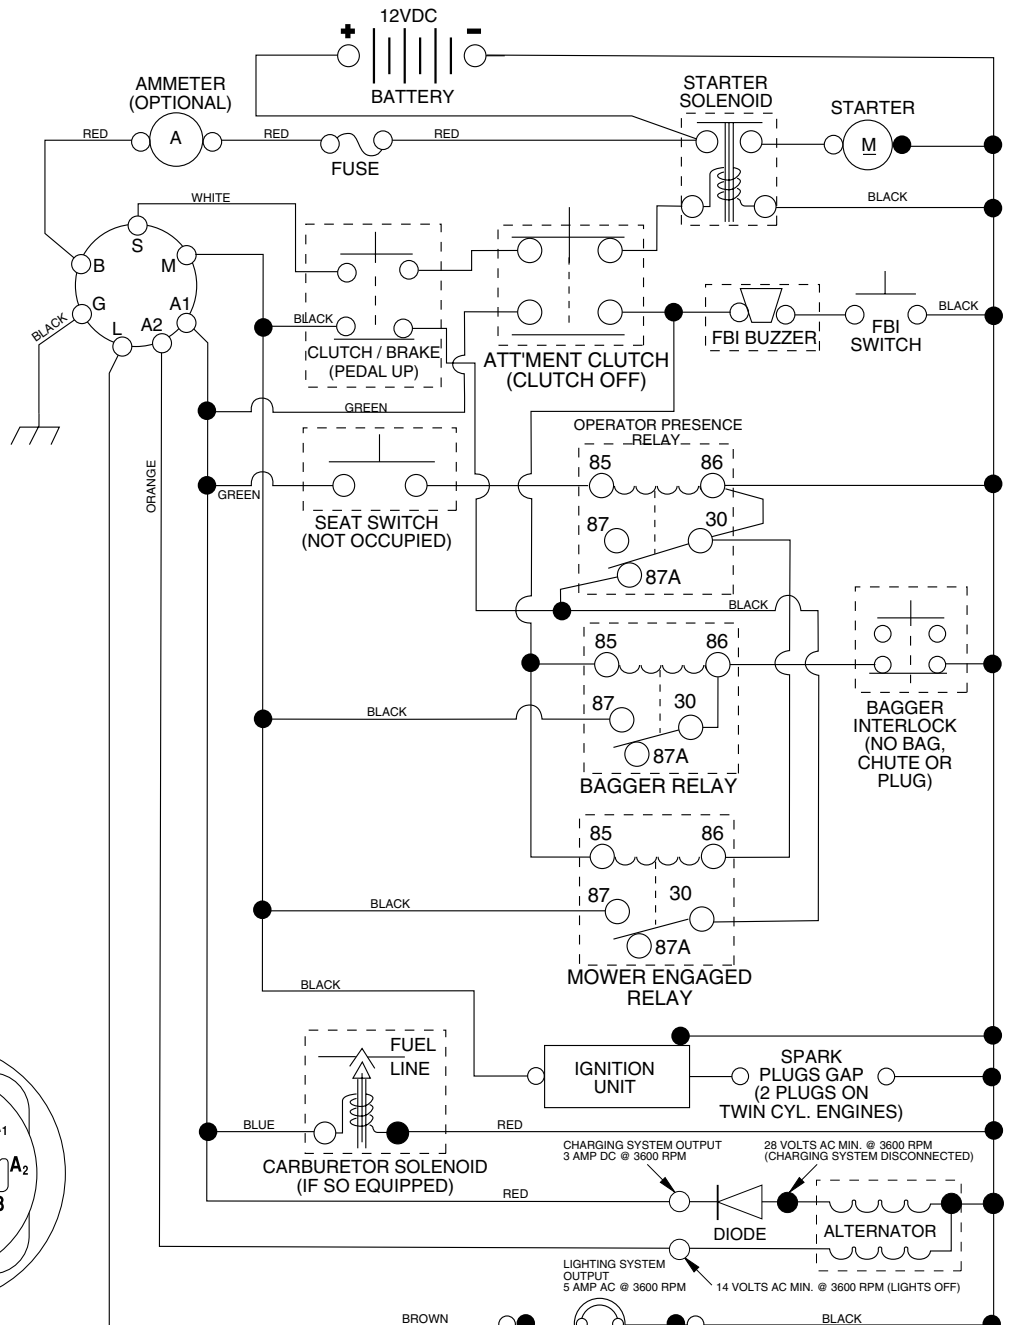 12VDC
BATTERY
AMMETER
(OPTIONAL)
STARTER
SOLENOID
STARTER
RED
A
RED
FUSE
RED
M
WHITE
BLACK
S
B
M
G
A1
L
A2
BLACK
BLACK
CLUTCH / BRAKE
(PEDAL UP)
ATT'MENT CLUTCH
(CLUTCH OFF)
FBI BUZZER
FBI
SWITCH
BLACK
GREEN
OPERATOR PRESENCE
RELAY
ORANGE
GREEN
SEAT SWITCH
(NOT OCCUPIED)
85
86
87
30
87A
BLACK
85
86
87
30
87A
BLACK
BAGGER RELAY
BAGGER
INTERLOCK
(NO BAG,
CHUTE OR
PLUG)
85
86
87
30
87A
BLACK
MOWER ENGAGED
RELAY
BLACK
FUEL
LINE
IGNITION
UNIT
SPARK
PLUGS GAP
(2 PLUGS ON
TWIN CYL. ENGINES)
BLUE
RED
CARBURETOR SOLENOID
(IF SO EQUIPPED)
CHARGING SYSTEM OUTPUT
3 AMP DC @ 3600 RPM
28 VOLTS AC MIN. @ 3600 RPM
(CHARGING SYSTEM DISCONNECTED)
RED
DIODE
ALTERNATOR
LIGHTING SYSTEM
OUTPUT
5 AMP AC @ 3600 RPM
14 VOLTS AC MIN. @ 3600 RPM (LIGHTS OFF)
BROWN
BLACK
A2